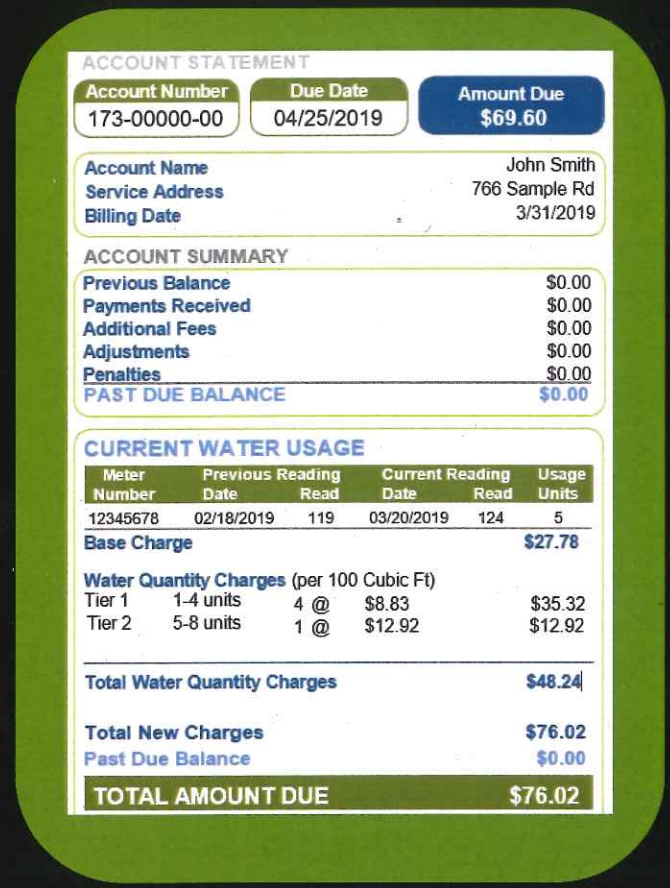 ACCOUNT STATEMENT
Account Number Due Date Amount Due
173-00000-00 04/25/2019 $69.60
Account Name John Smith
Service Address 766 Sample Rd
Billing Date 3/31/2019
ACCOUNT SUMMARY
Previous Balance $0.00
Payments Received $0.00
Additional Fees $0.00
Adjustments $0.00
Penalties $0.00
PAST DUE BALANCE $0.00
CURRENT WATER USAGE
Meter Previous Reading Current Reading Usage
Number Date Read Date Read Units
12345678 02/18/2019 119 03/20/2019 124 5
Base Charge $27.78
Water Quantity Charges (per 100 Cubic Ft)
Tier 1 1-4 units 4 @ $8.83 $35.32
Tier 2 5-8 units 1 @ $12.92 $12.92
Total Water Quantity Charges $48.24
Total New Charges $76.02
Past Due Balance $0.00
TOTAL AMOUNT DUE $76.02